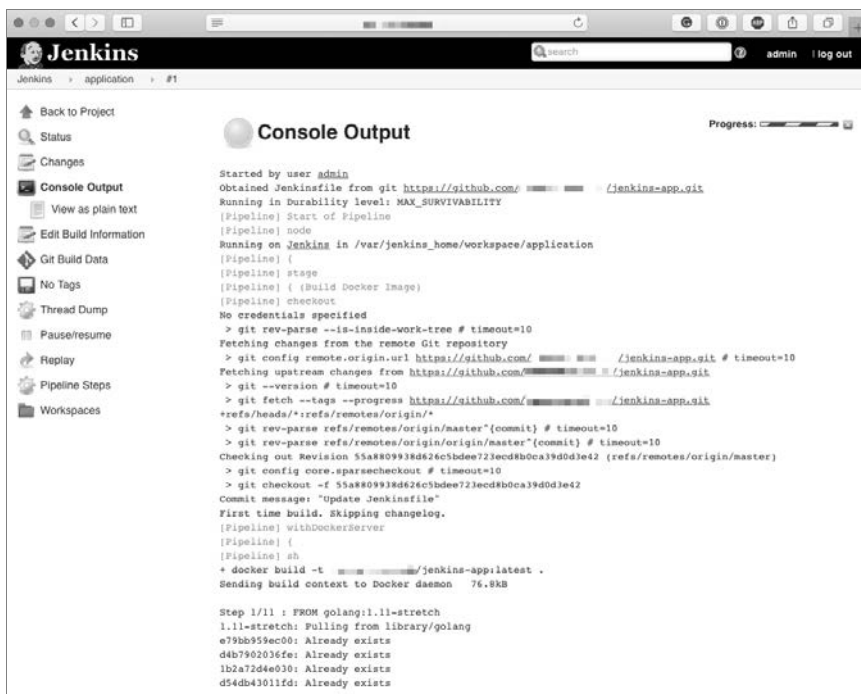 Jenkins
search
admin
log out
Jenkins › application › #1
Back to Project
Status
Changes
Console Output
View as plain text
Edit Build Information
Git Build Data
No Tags
Thread Dump
Pause/resume
Replay
Pipeline Steps
Workspaces
Console Output
Progress:
Started by user admin
Obtained Jenkinsfile from git https://github.com/ /jenkins-app.git
Running in Durability level: MAX_SURVIVABILITY
[Pipeline] Start of Pipeline
[Pipeline] node
Running on Jenkins in /var/jenkins_home/workspace/application
[Pipeline] {
[Pipeline] stage
[Pipeline] { (Build Docker Image)
[Pipeline] checkout
No credentials specified
> git rev-parse --is-inside-work-tree # timeout=10
Fetching changes from the remote Git repository
> git config remote.origin.url https://github.com/ /jenkins-app.git # timeout=10
Fetching upstream changes from https://github.com/ /jenkins-app.git
> git --version # timeout=10
> git fetch --tags --progress https://github.com/ /jenkins-app.git
+refs/heads/*:refs/remotes/origin/*
> git rev-parse refs/remotes/origin/master^{commit} # timeout=10
> git rev-parse refs/remotes/origin/origin/master^{commit} # timeout=10
Checking out Revision 55a8809938d626c5bdee723ecd8b0ca39d0d3e42 (refs/remotes/origin/master)
> git config core.sparsecheckout # timeout=10
> git checkout -f 55a8809938d626c5bdee723ecd8b0ca39d0d3e42
Commit message: "Update Jenkinsfile"
First time build. Skipping changelog.
[Pipeline] withDockerServer
[Pipeline] {
[Pipeline] sh
+ docker build -t /jenkins-app:latest .
Sending build context to Docker daemon 76.8kB
Step 1/11 : FROM golang:1.11-stretch
1.11-stretch: Pulling from library/golang
e79bb959ec00: Already exists
d4b7902036fe: Already exists
1b2a72d4e030: Already exists
d54db43011fd: Already exists